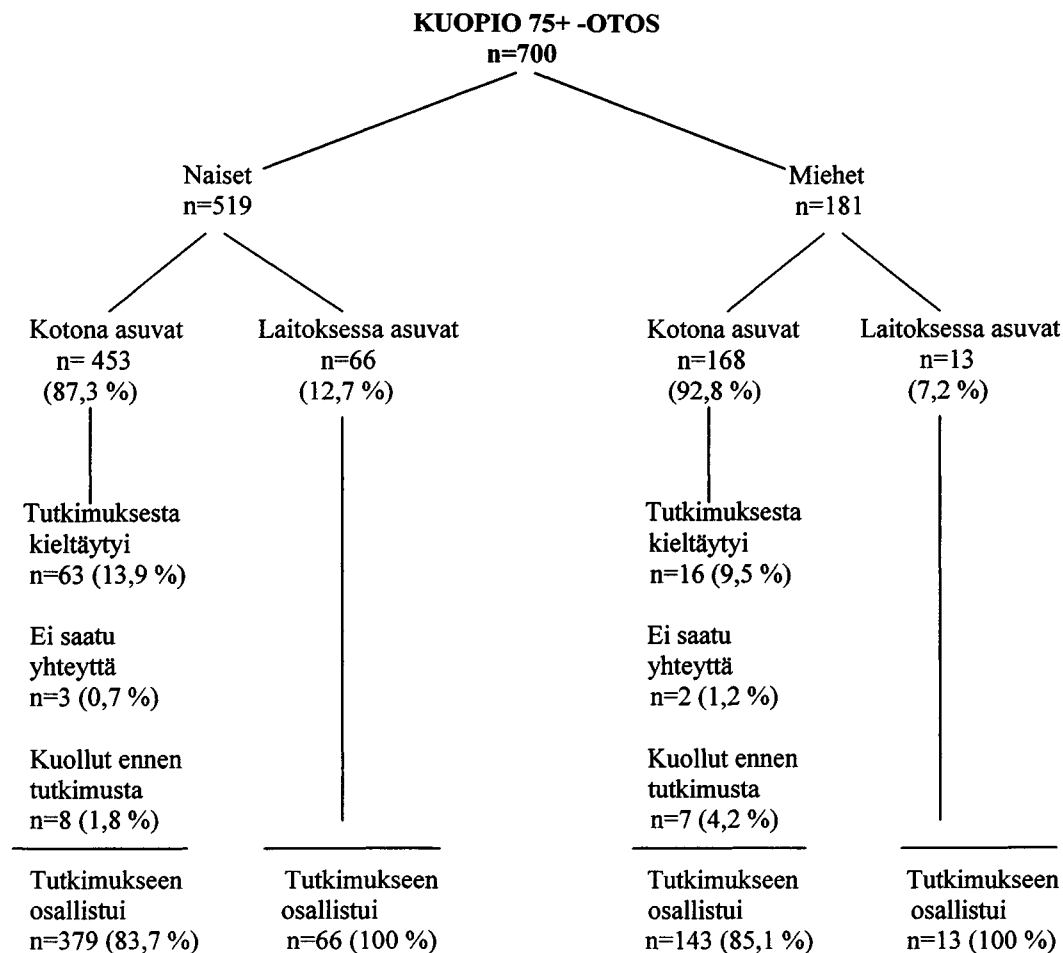 KUOPIO 75+ -OTOS
n=700
Naiset
n=519
Miehet
n=181
Kotona asuvat
n= 453
(87,3 %)
Laitoksessa asuvat
n=66
(12,7 %)
Kotona asuvat
n=168
(92,8 %)
Laitoksessa asuvat
n=13
(7,2 %)
Tutkimuksesta
kieltäytyi
n=63 (13,9 %)
Ei saatu
yhteyttä
n=3 (0,7 %)
Kuollut ennen
tutkimusta
n=8 (1,8 %)
Tutkimuksesta
kieltäytyi
n=16 (9,5 %)
Ei saatu
yhteyttä
n=2 (1,2 %)
Kuollut ennen
tutkimusta
n=7 (4,2 %)
Tutkimukseen
osallistui
n=379 (83,7 %)
Tutkimukseen
osallistui
n=66 (100 %)
Tutkimukseen
osallistui
n=143 (85,1 %)
Tutkimukseen
osallistui
n=13 (100 %)